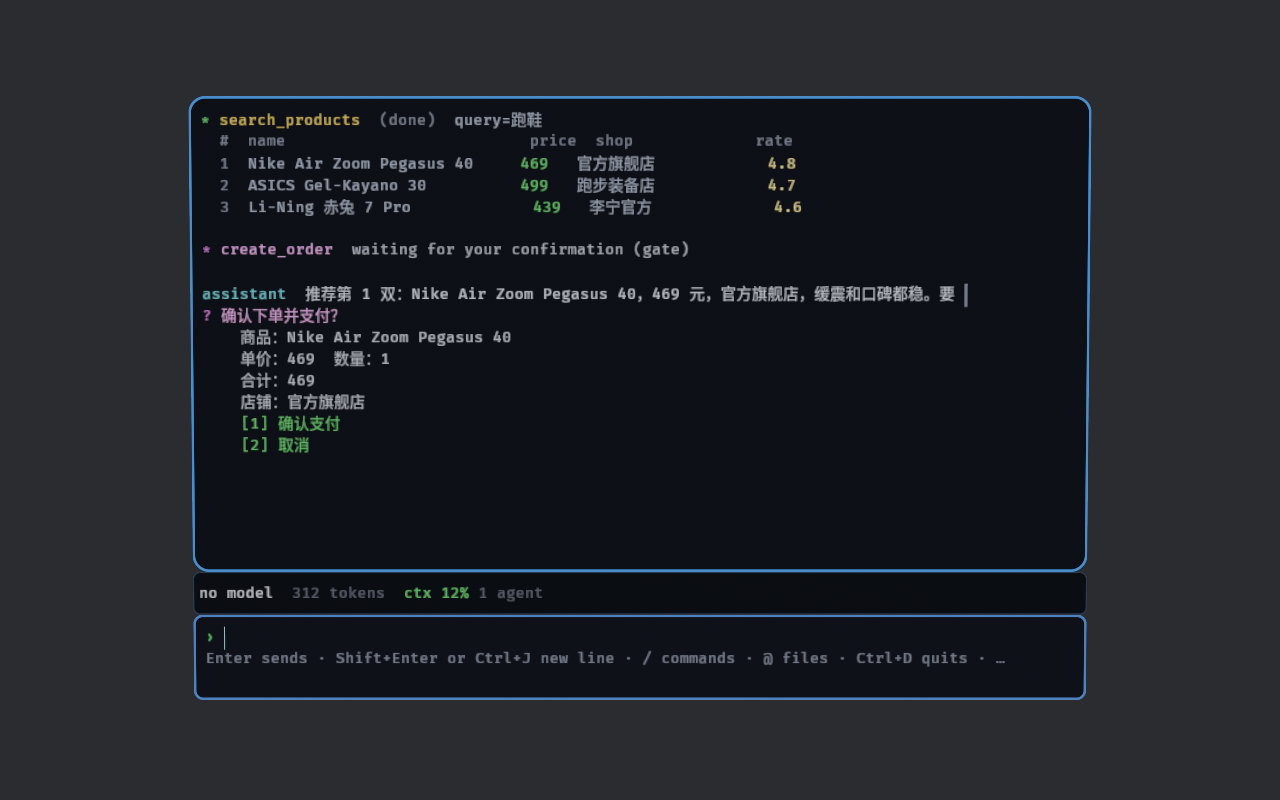 * search_products (done) query=跑鞋
# name price shop rate
1 Nike Air Zoom Pegasus 40 469 官方旗舰店 4.8
2 ASICS Gel-Kayano 30 499 跑步装备店 4.7
3 Li-Ning 赤兔 7 Pro 439 李宁官方 4.6
* create_order waiting for your confirmation (gate)
assistant 推荐第 1 双: Nike Air Zoom Pegasus 40, 469 元, 官方旗舰店, 缓震和口碑都稳。要
? 确认下单并支付?
商品: Nike Air Zoom Pegasus 40
单价: 469 数量: 1
合计: 469
店铺: 官方旗舰店
[1] 确认支付
[2] 取消
no model 312 tokens ctx 12% 1 agent
›
Enter sends · Shift+Enter or Ctrl+J new line · / commands · @ files · Ctrl+D quits · …